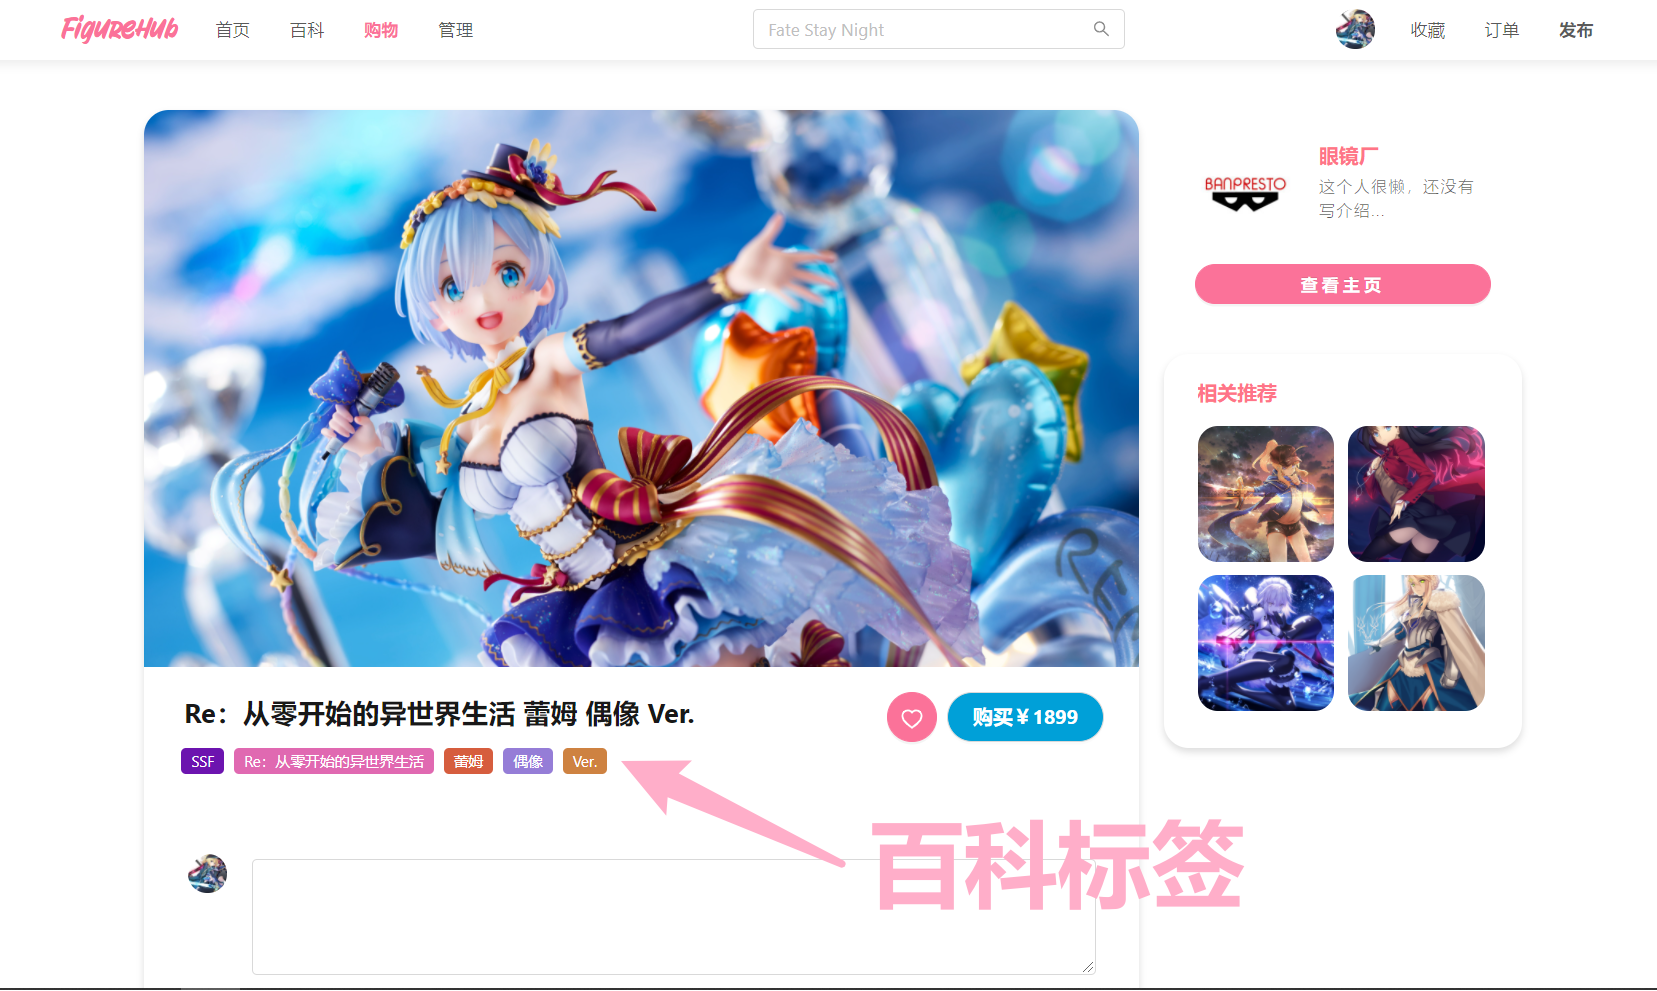 FigureHub 首页 百科 购物 管理 Fate Stay Night 收藏 订单 发布
眼镜厂
BANPRESTO
这个人很懒，还没有
写介绍...
查看主页
相关推荐
Re：从零开始的异世界生活 蕾姆 偶像 Ver.
购买￥1899
SSF Re：从零开始的异世界生活 蕾姆 偶像 Ver.
百科标签